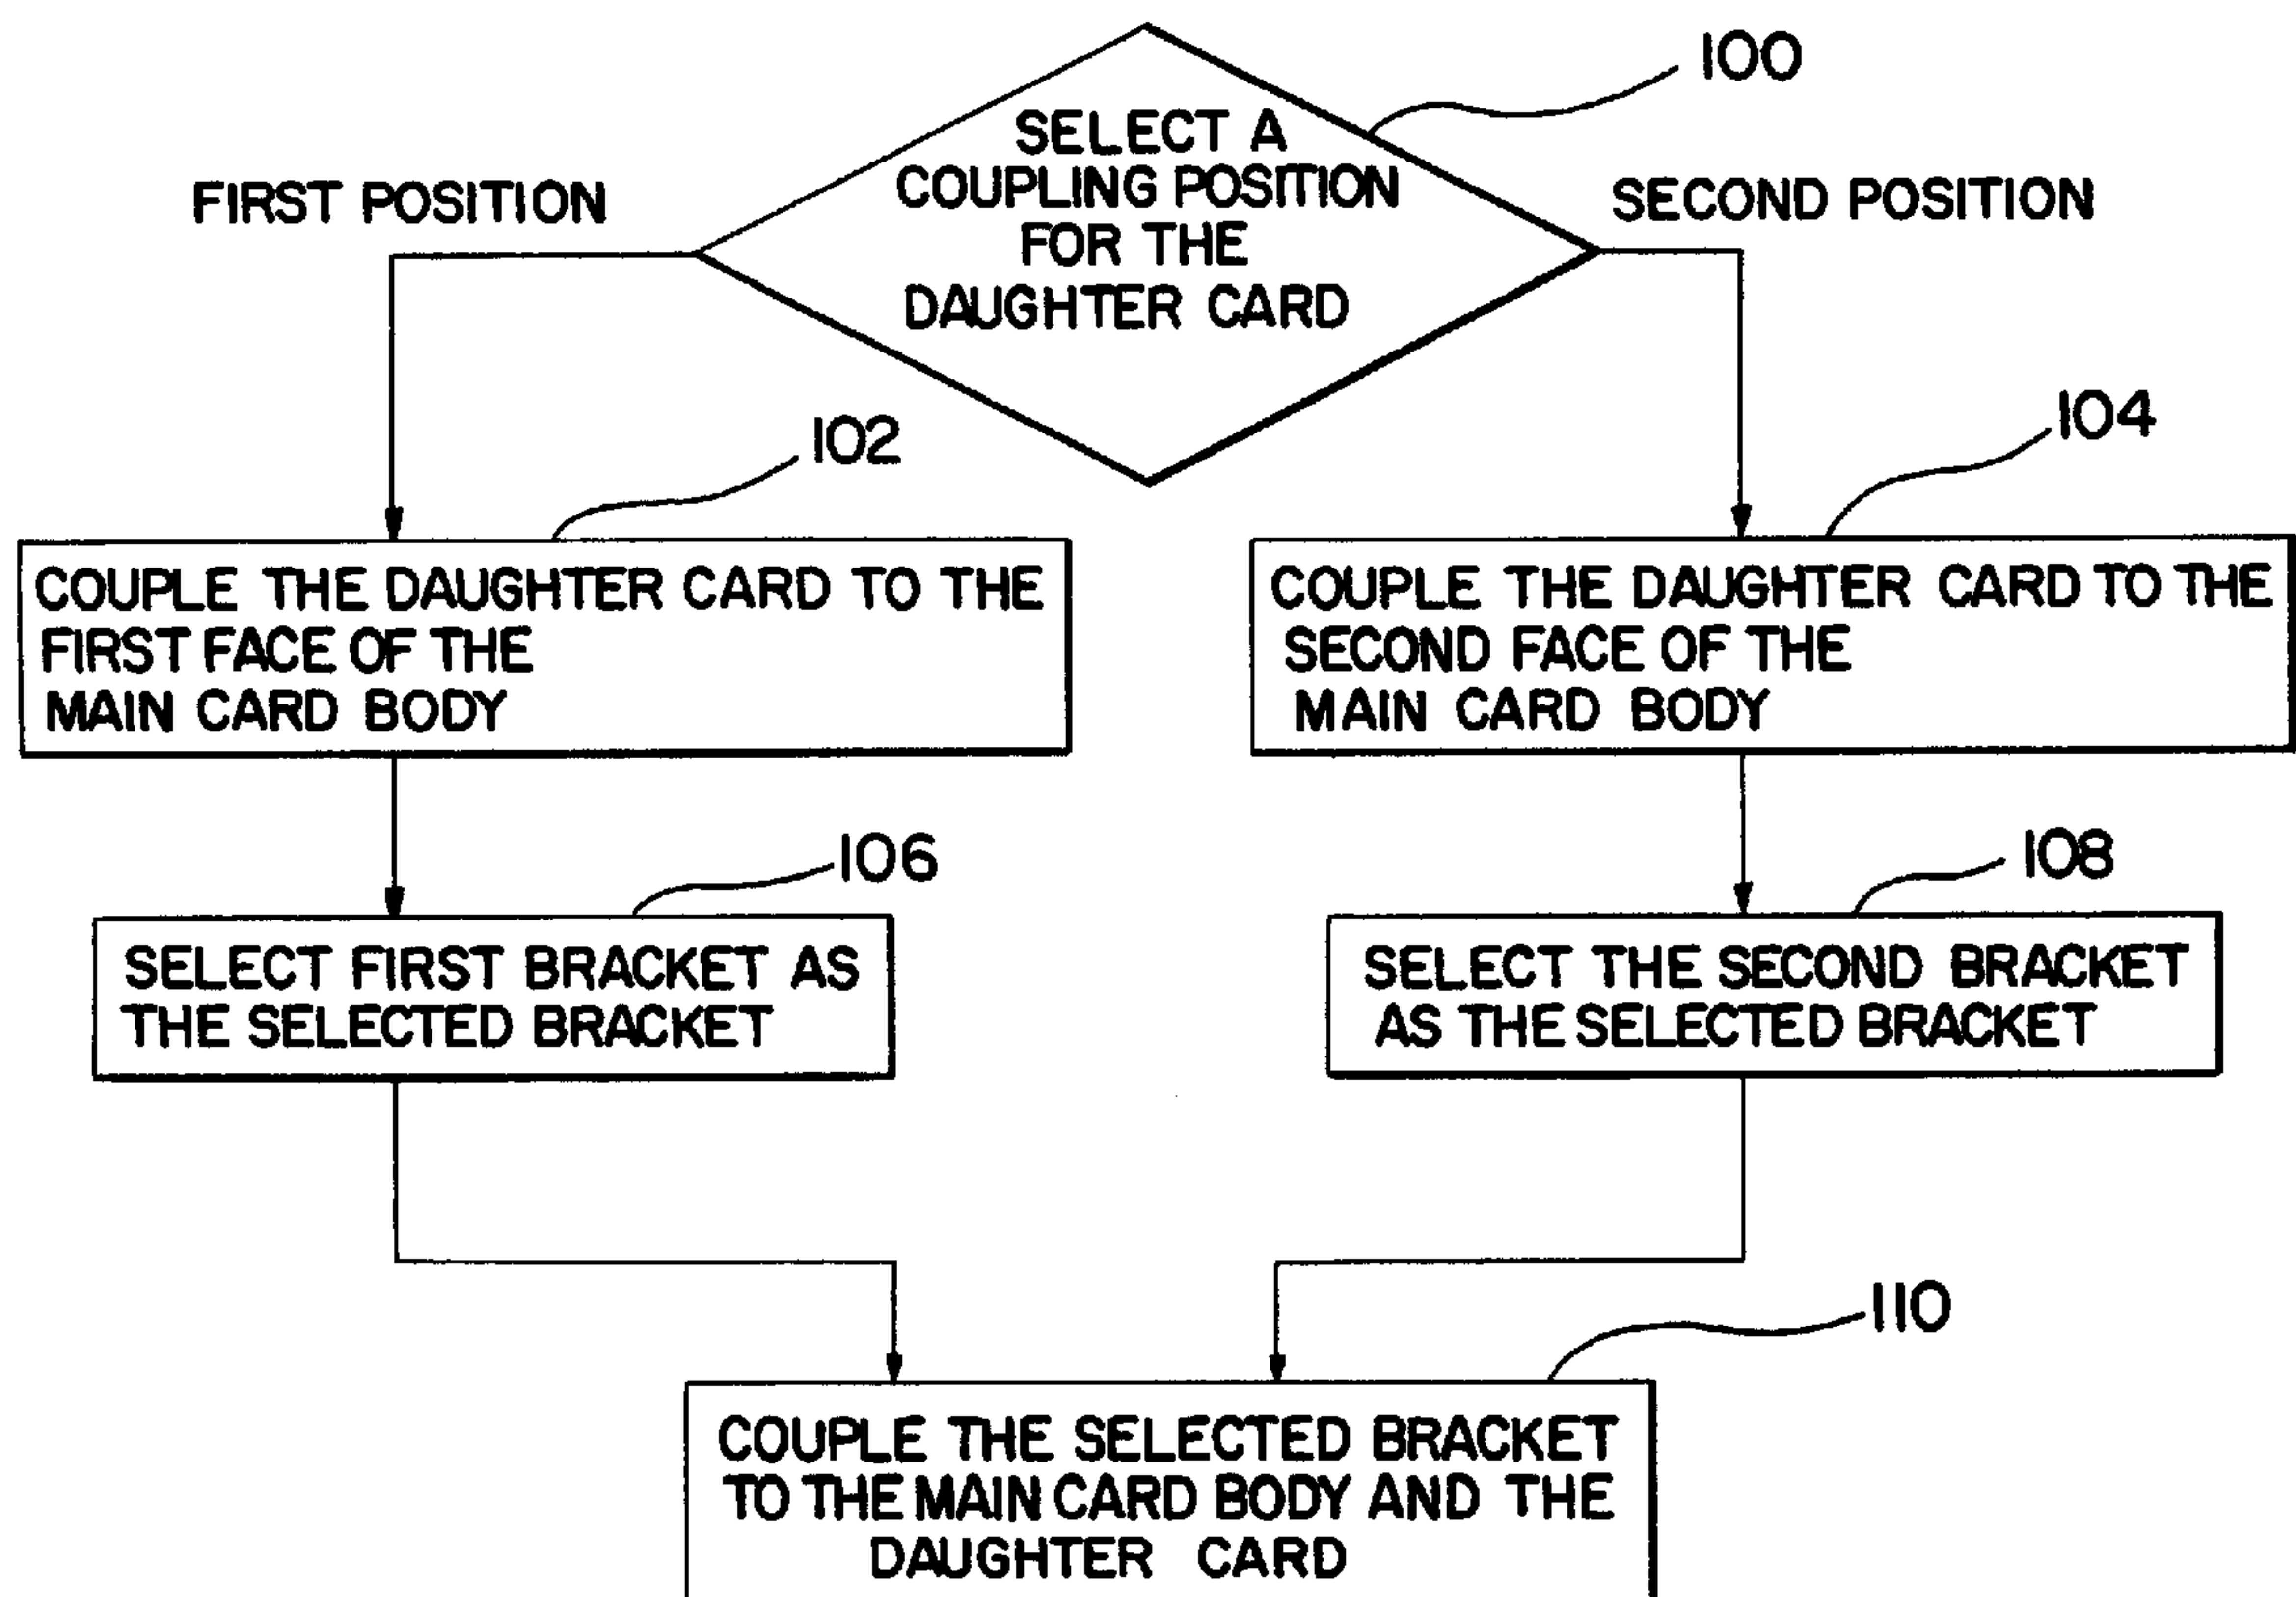 100
SELECT A
COUPLING POSITION
FOR THE
DAUGHTER CARD
FIRST POSITION
SECOND POSITION
102
104
COUPLE THE DAUGHTER CARD TO THE
FIRST FACE OF THE
MAIN CARD BODY
COUPLE THE DAUGHTER CARD TO THE
SECOND FACE OF THE
MAIN CARD BODY
106
108
SELECT FIRST BRACKET AS
THE SELECTED BRACKET
SELECT THE SECOND BRACKET
AS THE SELECTED BRACKET
110
COUPLE THE SELECTED BRACKET
TO THE MAIN CARD BODY AND THE
DAUGHTER CARD